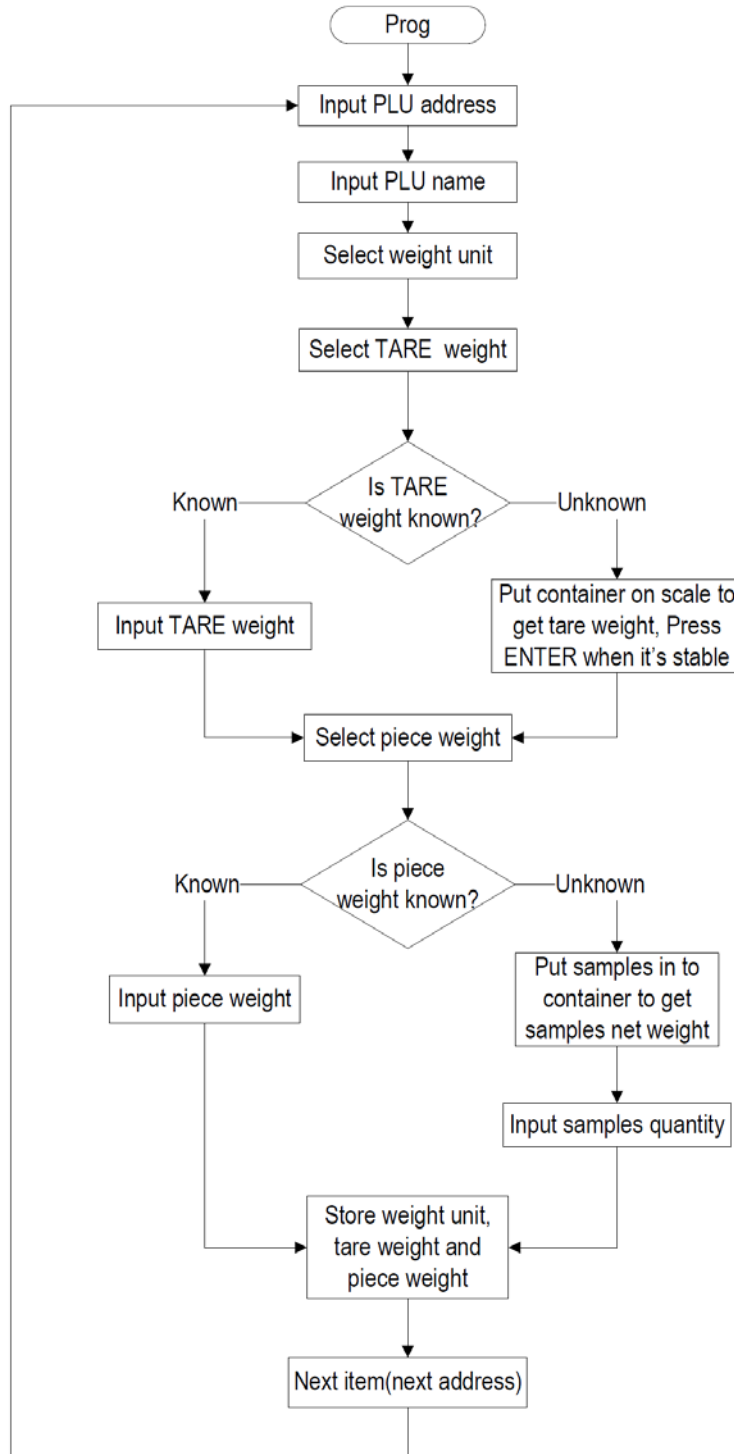 Prog
Input PLU address
Input PLU name
Select weight unit
Select TARE weight
Is TARE
weight known?
Known
Unknown
Input TARE weight
Put container on scale to
get tare weight, Press
ENTER when it's stable
Select piece weight
Is piece
weight known?
Known
Unknown
Input piece weight
Put samples in to
container to get
samples net weight
Input samples quantity
Store weight unit,
tare weight and
piece weight
Next item(next address)